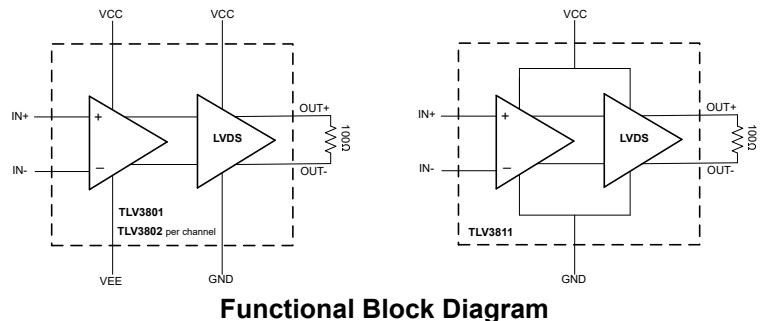 VCC
VCC
IN+
+
IN-
−
LVDS
OUT+
100Ω
OUT-
TLV3801
TLV3802 per channel
VEE
GND
VCC
IN+
+
IN-
−
LVDS
OUT+
100Ω
OUT-
TLV3811
GND
Functional Block Diagram